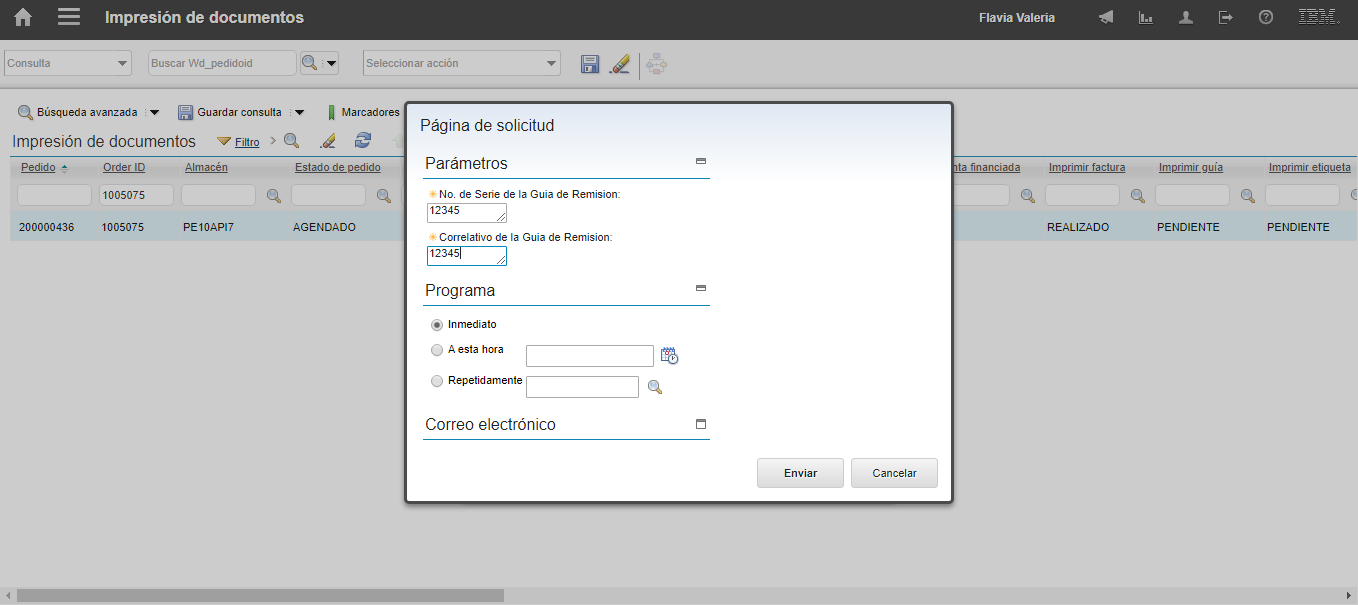 Impresión de documentos
Flavia Valeria
IBM.
Consulta
Buscar Wd_pedidoid
Seleccionar acción
Búsqueda avanzada
Guardar consulta
Marcadores
Impresión de documentos
Filtro
Pedido Order ID Almacén Estado de pedido
financiada Imprimir factura Imprimir guía Imprimir etiqueta
1005075
200000436 1005075 PE10API7 AGENDADO
REALIZADO PENDIENTE PENDIENTE
Página de solicitud
Parámetros
No. de Serie de la Guia de Remision:
12345
Correlativo de la Guia de Remision:
12345
Programa
Inmediato
A esta hora
Repetidamente
Correo electrónico
Enviar
Cancelar